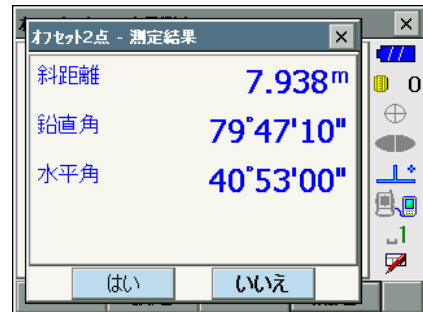 ｵﾌｾｯﾄ2点 - 測定結果
斜距離 7.938m
鉛直角 79ﾟ47'10"
水平角 40ﾟ53'00"
はい いいえ
0
1